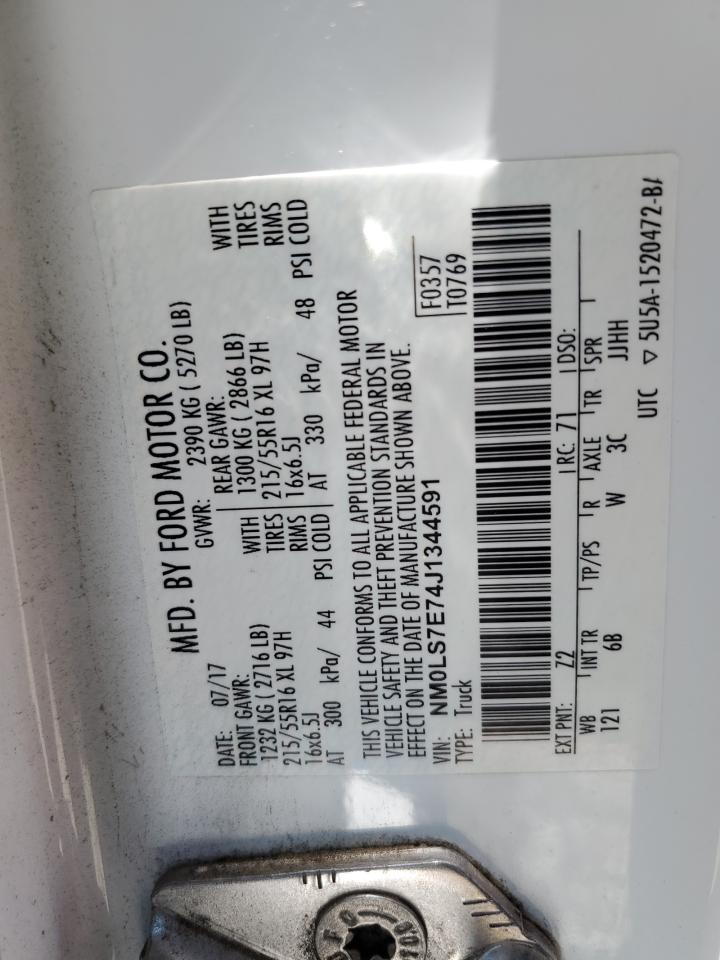 MFD. BY FORD MOTOR CO.
DATE: 07/17 GVWR: 2390 KG ( 5270 LB)
FRONT GAWR: REAR GAWR:
1232 KG ( 2716 LB) WITH 1300 KG ( 2866 LB) WITH
215/55R16 XL 97H TIRES 215/55R16 XL 97H TIRES
16x6.5J RIMS 16x6.5J RIMS
AT 300 kPa/ 44 PSI COLD AT 330 kPa/ 48 PSI COLD
THIS VEHICLE CONFORMS TO ALL APPLICABLE FEDERAL MOTOR
VEHICLE SAFETY AND THEFT PREVENTION STANDARDS IN
EFFECT ON THE DATE OF MANUFACTURE SHOWN ABOVE.
F0357
T0769
VIN: NM0LS7E74J1344591
TYPE: Truck
EXT PNT: Z2 RC: 71 DSO:
WB INT TR TP/PS R AXLE TR SPR
121 6B W 3C JJHH
UTC ▽ 5U5A-1520472-B